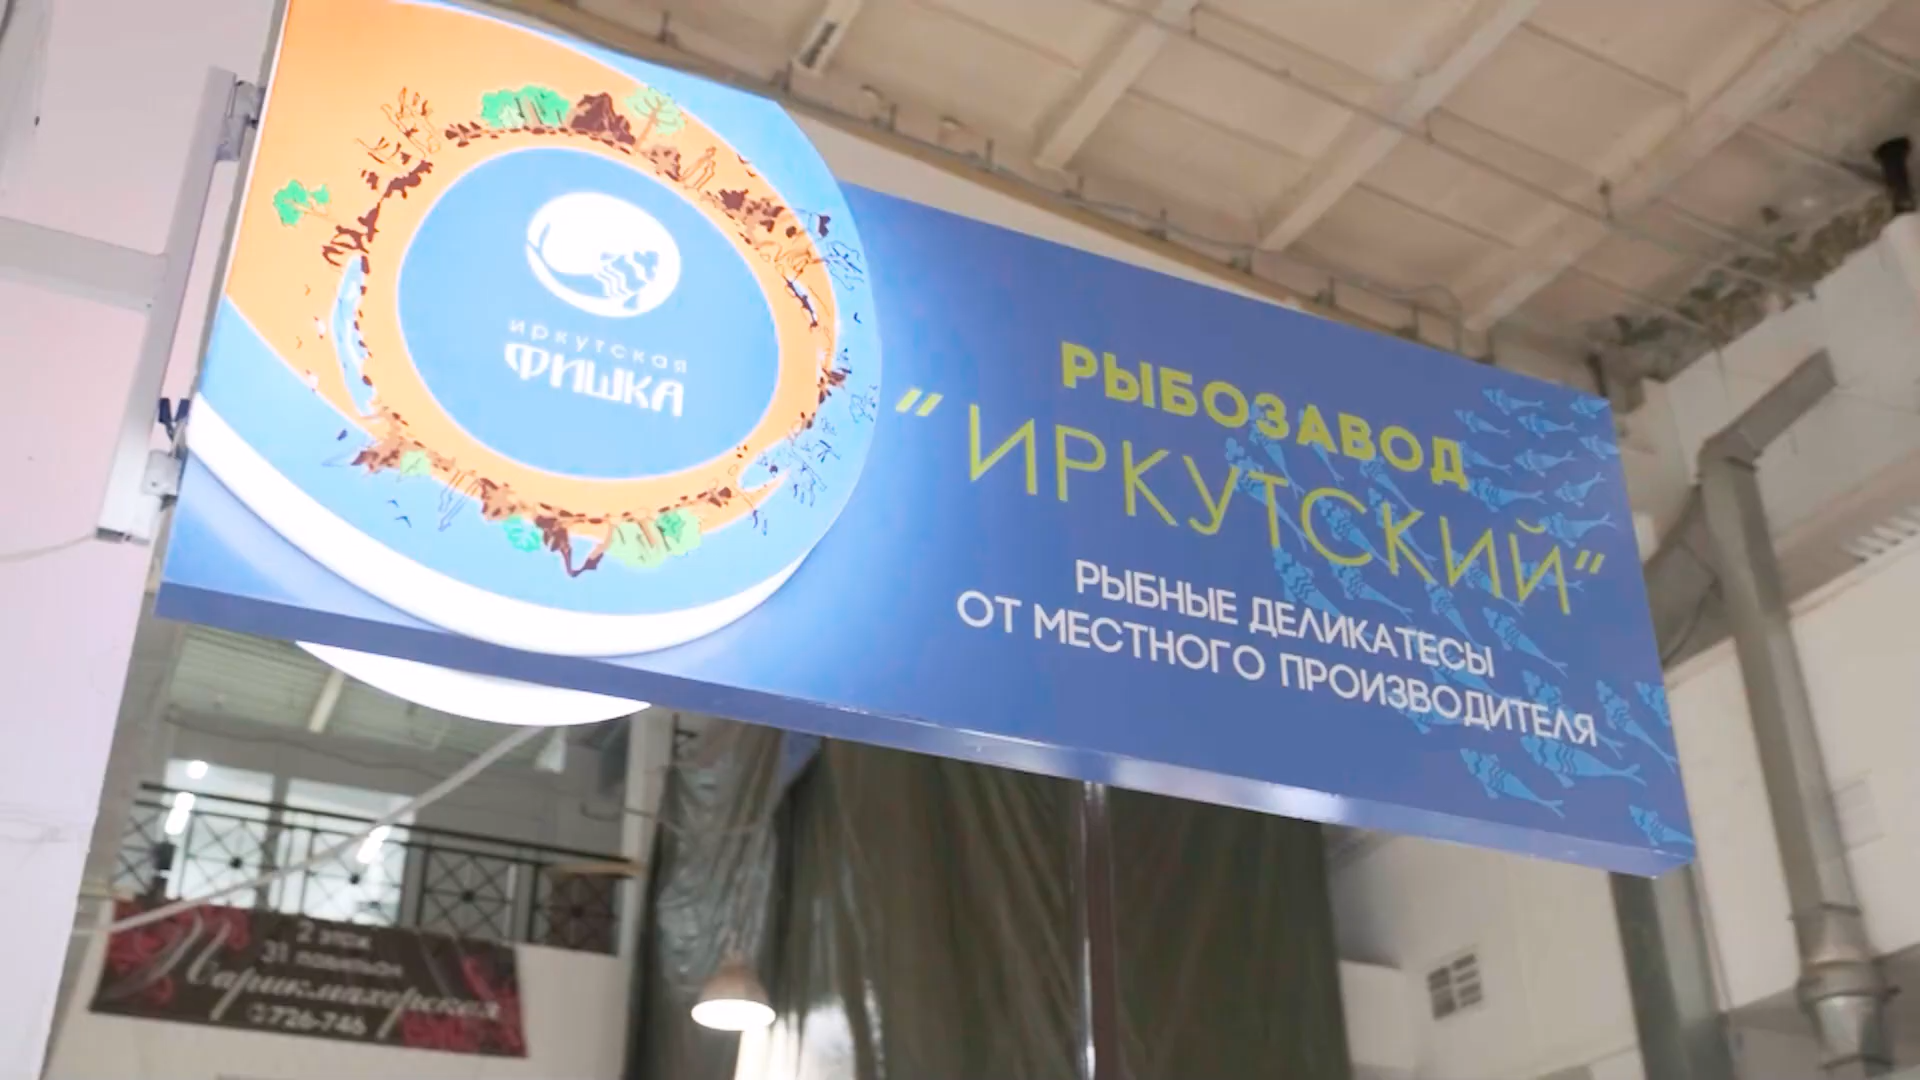 иркутская
ФИШКА
РЫБОЗАВОД
"ИРКУТСКИЙ"
РЫБНЫЕ ДЕЛИКАТЕСЫ
ОТ МЕСТНОГО ПРОИЗВОДИТЕЛЯ
2 этаж
31 павильон
Парикмахерская
726-746